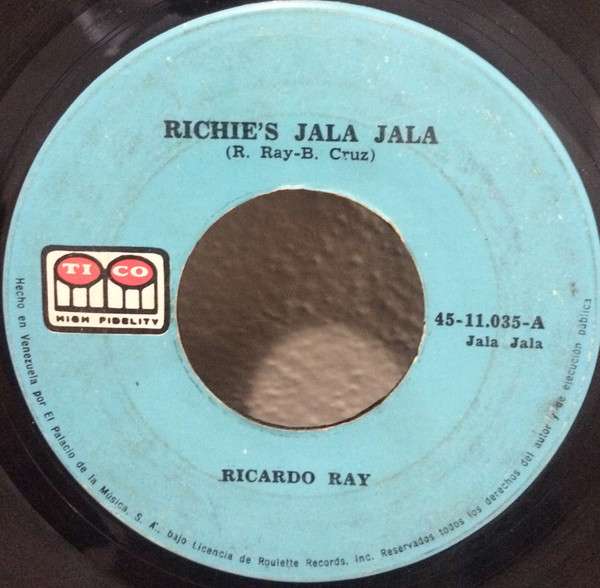 RICHIE'S JALA JALA
(R. Ray-B. Cruz)
TICO
HIGH FIDELITY
45-11.035-A
Jala Jala
RICARDO RAY
Hecho en Venezuela por El Palacio de la Música, S. A., bajo Licencia de Roulette Records, Inc. Reservados todos los derechos del autor y de ejecución pública